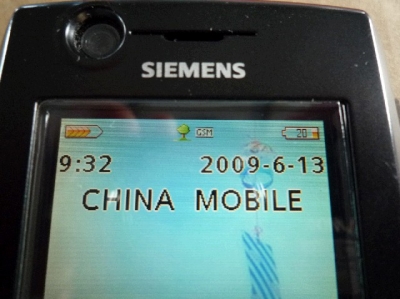 SIEMENS
GSM 20
9:32 2009-6-13
CHINA MOBILE